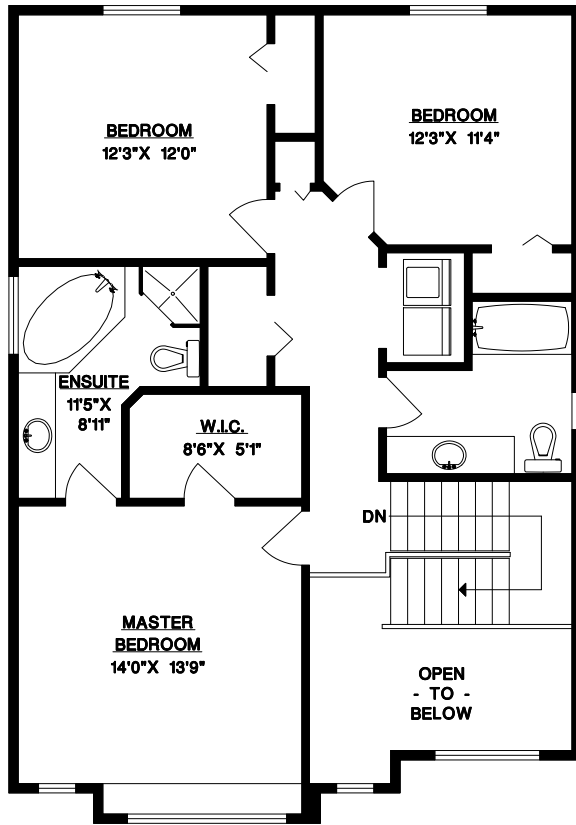 BEDROOM
12'3"X 12'0"
BEDROOM
12'3"X 11'4"
ENSUITE
11'5"X
8'11"
W.I.C.
8'6"X 5'1"
DN
MASTER
BEDROOM
14'0"X 13'9"
OPEN
- TO -
BELOW